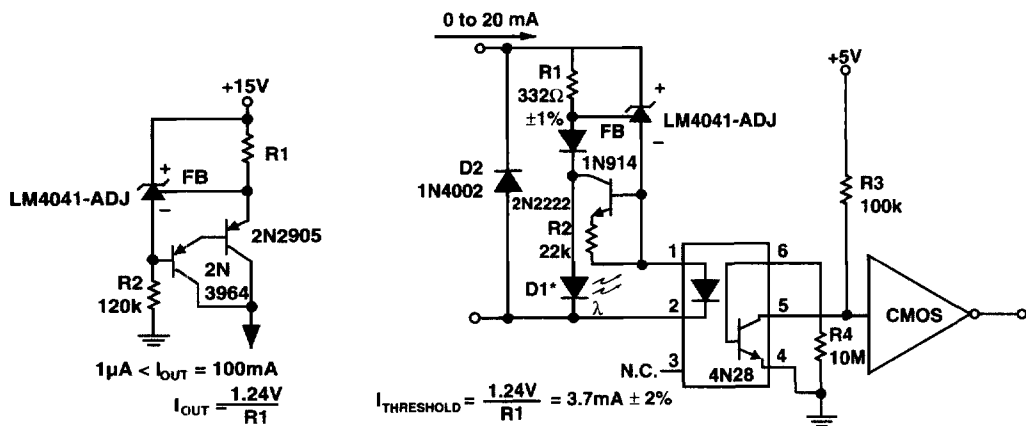 +15V
R1
+
FB
LM4041-ADJ
−
2N2905
2N
3964
R2
120k
1µA < IOUT = 100mA
IOUT = 1.24V
R1
0 to 20 mA
R1
332Ω
±1%
+
FB
LM4041-ADJ
−
1N914
D2
1N4002
2N2222
R2
22k
D1*
λ
1
2
3
N.C.
6
5
4
4N28
+5V
R3
100k
R4
10M
CMOS
ITHRESHOLD = 1.24V = 3.7mA ± 2%
R1